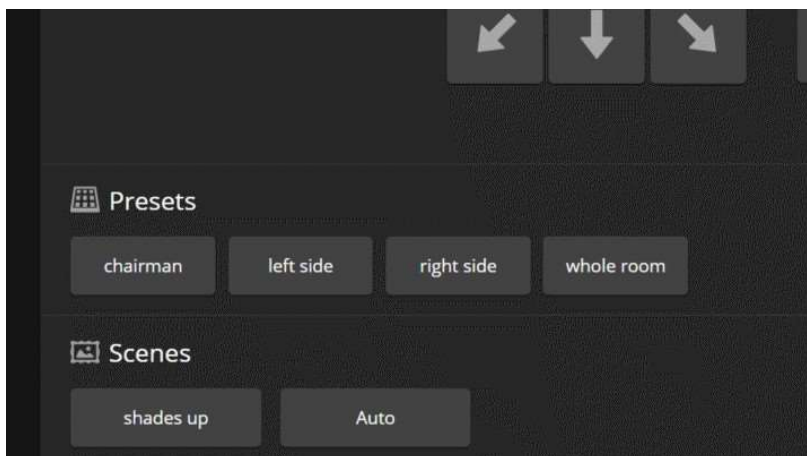 Presets
chairman left side right side whole room
Scenes
shades up Auto